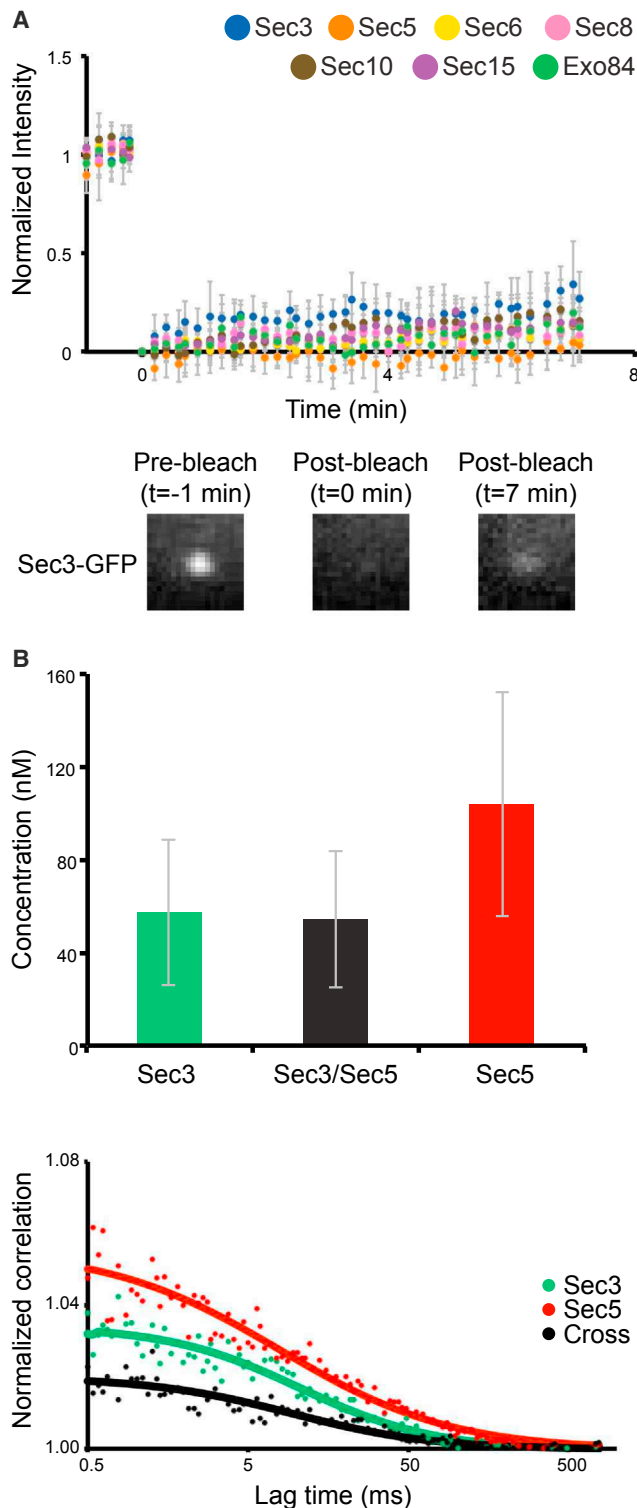 A
Sec3 Sec5 Sec6 Sec8
Sec10 Sec15 Exo84
Normalized Intensity
1.5
1
0.5
0
0 4 8
Time (min)
Pre-bleach Post-bleach Post-bleach
(t=-1 min) (t=0 min) (t=7 min)
Sec3-GFP
B
Concentration (nM)
160
120
80
40
0
Sec3 Sec3/Sec5 Sec5
Normalized correlation
1.08
1.04
1.00
Sec3
Sec5
Cross
0.5 5 50 500
Lag time (ms)